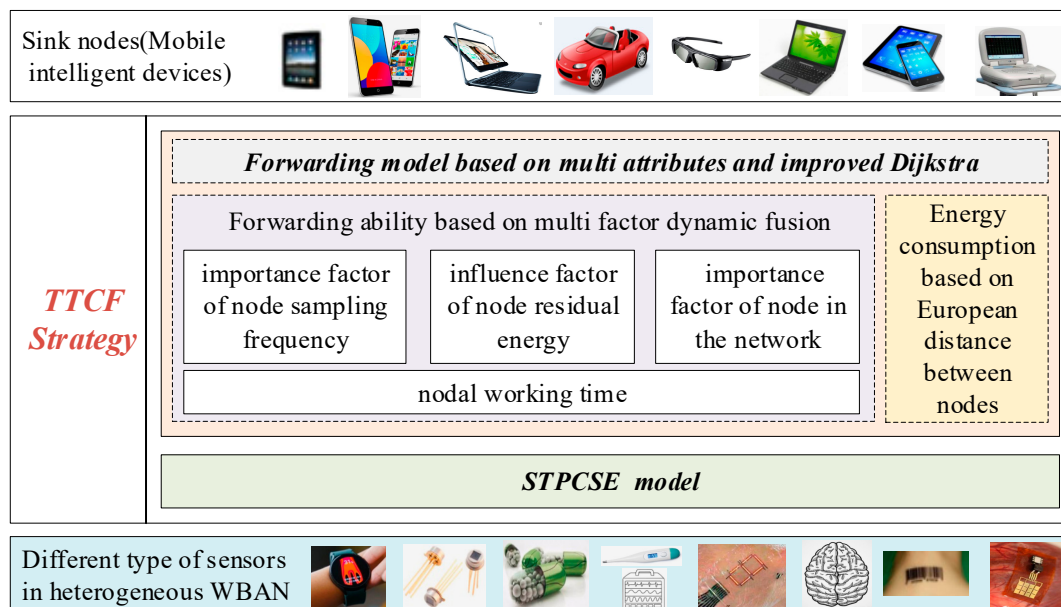 Sink nodes(Mobile
intelligent devices)
TTCF
Strategy
Forwarding model based on multi attributes and improved Dijkstra
Forwarding ability based on multi factor dynamic fusion
importance factor
of node sampling
frequency
influence factor
of node residual
energy
importance
factor of node in
the network
nodal working time
Energy
consumption
based on
European
distance
between
nodes
STPCSE model
Different type of sensors
in heterogeneous WBAN